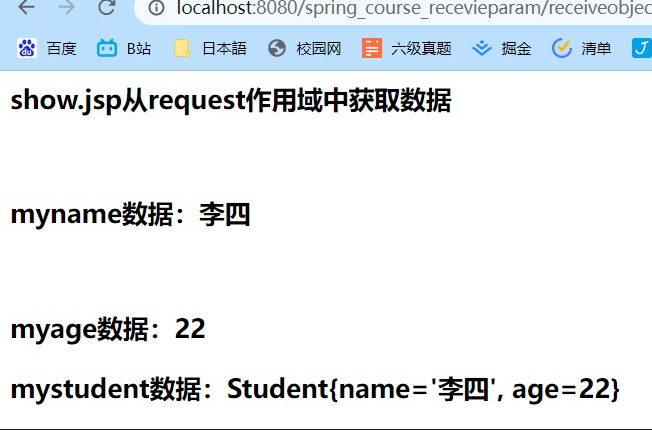 localhost:8080/spring_course_recevieparam/receiveobjec
百度 B站 日本語 校园网 六级真题 掘金 清单
show.jsp从request作用域中获取数据
myname数据：李四
myage数据：22
mystudent数据：Student{name='李四', age=22}